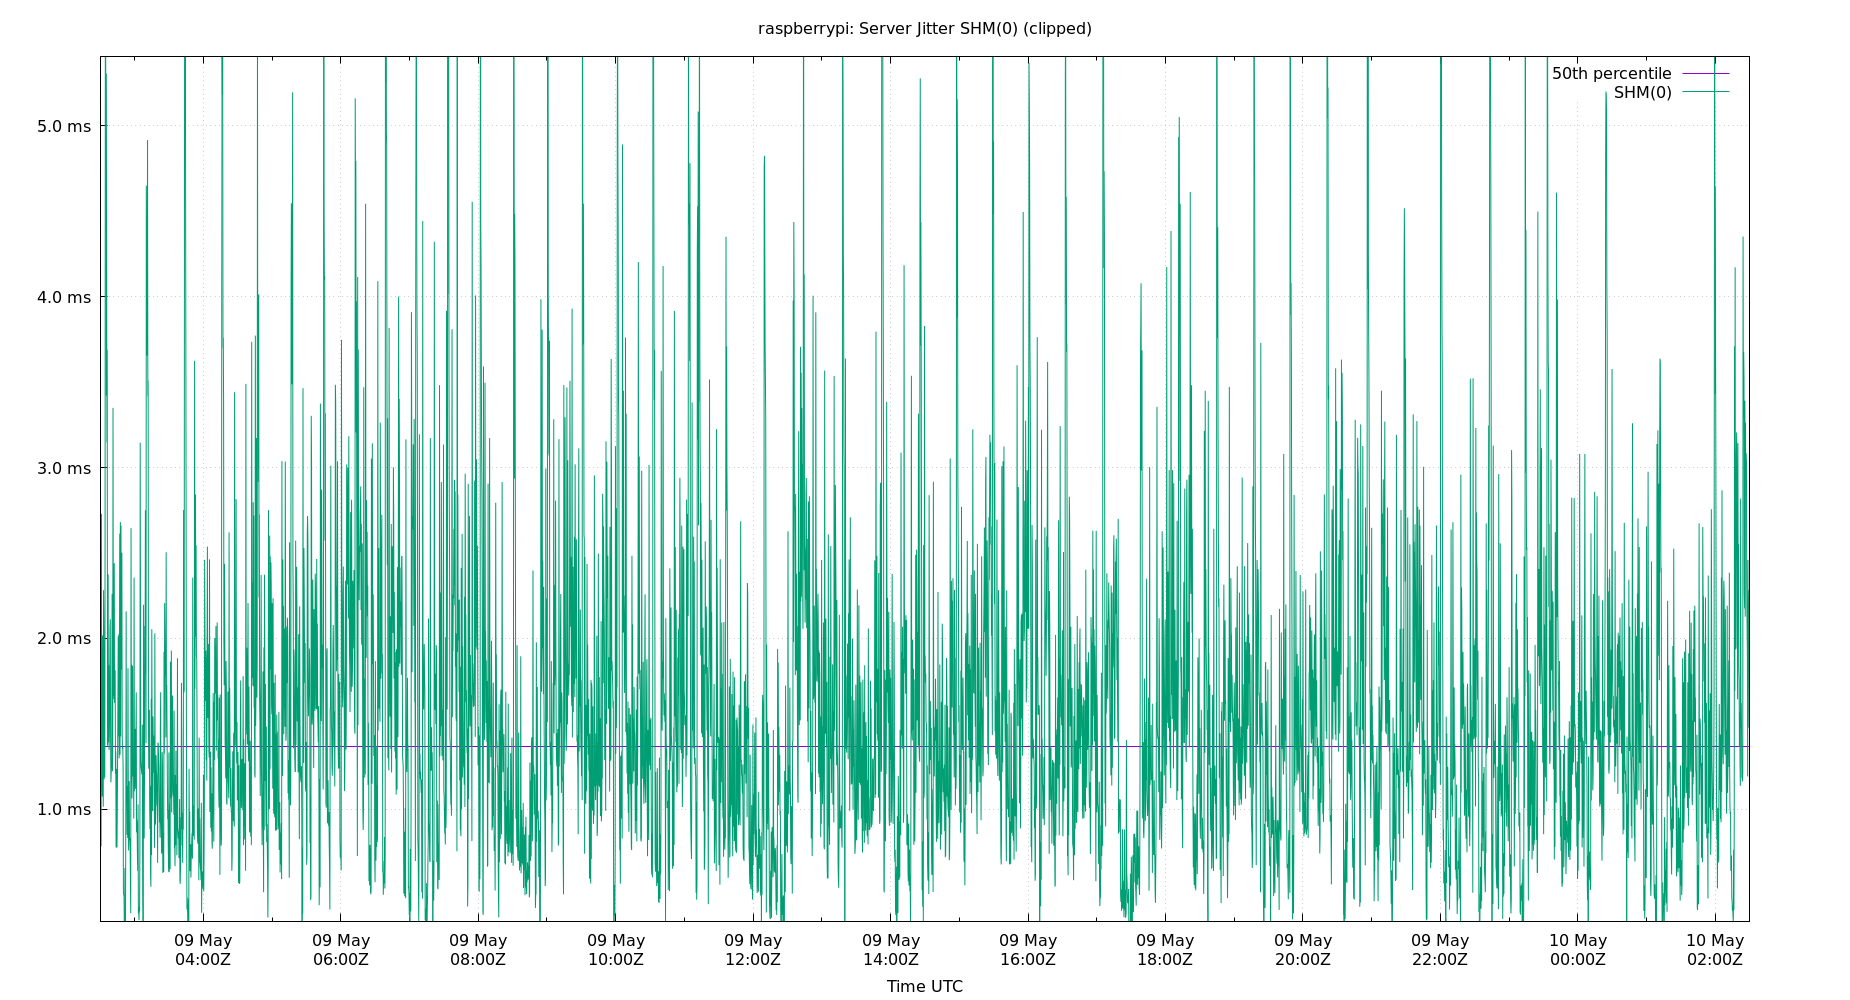 raspberrypi: Server Jitter SHM(0) (clipped)
50th percentile
SHM(0)
5.0 ms
4.0 ms
3.0 ms
2.0 ms
1.0 ms
09 May 09 May 09 May 09 May 09 May 09 May 09 May 09 May 09 May 09 May 10 May 10 May
04:00Z 06:00Z 08:00Z 10:00Z 12:00Z 14:00Z 16:00Z 18:00Z 20:00Z 22:00Z 00:00Z 02:00Z
Time UTC